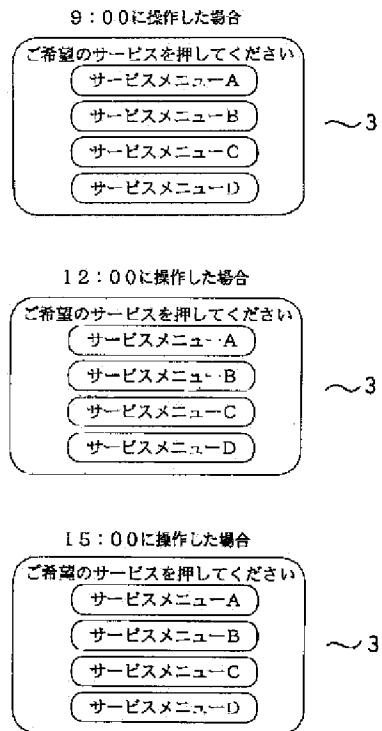 9：00に操作した場合
ご希望のサービスを押してください
サービスメニューA
サービスメニューB
サービスメニューC
サービスメニューD
～3
12：00に操作した場合
ご希望のサービスを押してください
サービスメニューA
サービスメニューB
サービスメニューC
サービスメニューD
～3
15：00に操作した場合
ご希望のサービスを押してください
サービスメニューA
サービスメニューB
サービスメニューC
サービスメニューD
～3